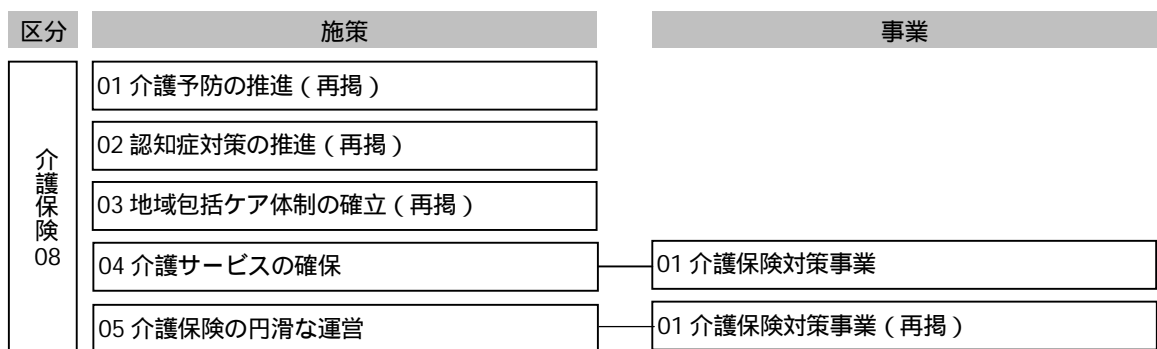 区分 施策 事業
介護保険08
01 介護予防の推進(再掲)
02 認知症対策の推進(再掲)
03 地域包括ケア体制の確立(再掲)
04 介護サービスの確保 01 介護保険対策事業
05 介護保険の円滑な運営 01 介護保険対策事業(再掲)